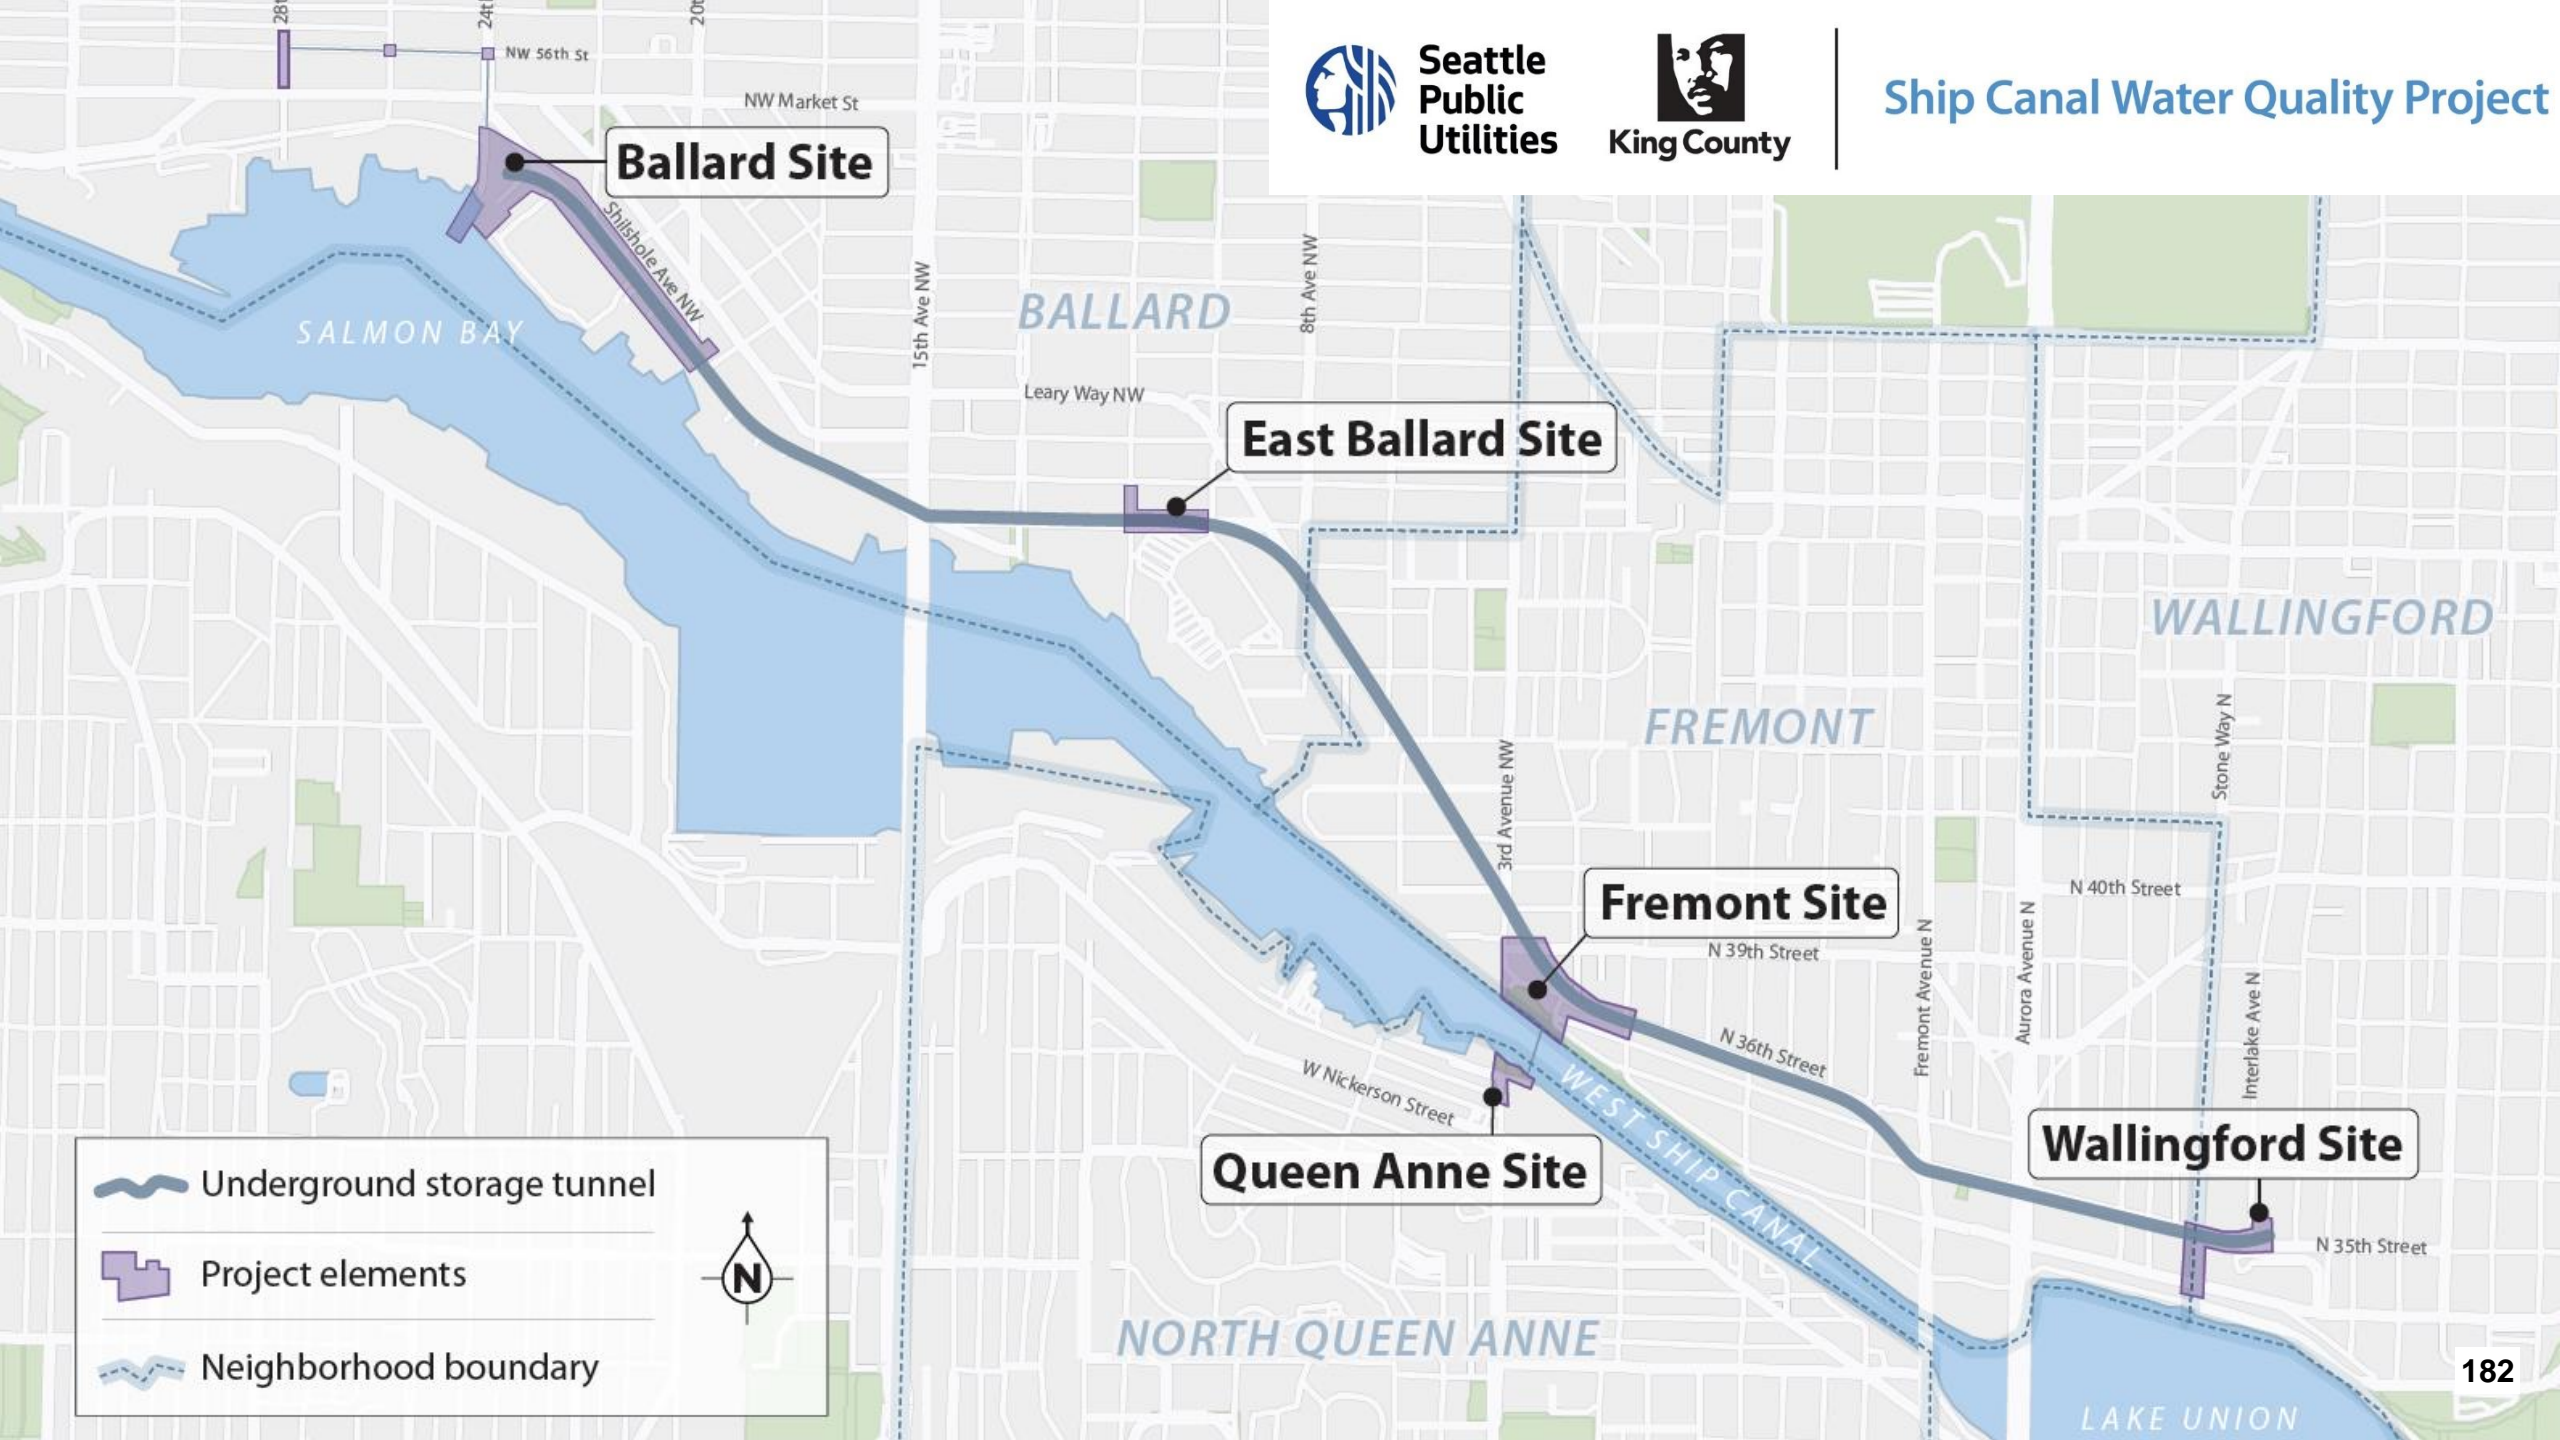 28t
24t
20t
NW 56th St
NW Market St
Seattle
Public
Utilities
King County
Ship Canal Water Quality Project
Ballard Site
Shilshole Ave NW
SALMON BAY
15th Ave NW
BALLARD
8th Ave NW
Leary Way NW
East Ballard Site
WALLINGFORD
FREMONT
Stone Way N
3rd Avenue NW
Fremont Site
N 40th Street
N 39th Street
Fremont Avenue N
Aurora Avenue N
Interlake Ave N
N 36th Street
W Nickerson Street
WEST SHIP CANAL
Queen Anne Site
Wallingford Site
N 35th Street
Underground storage tunnel
Project elements
N
Neighborhood boundary
NORTH QUEEN ANNE
182
LAKE UNION